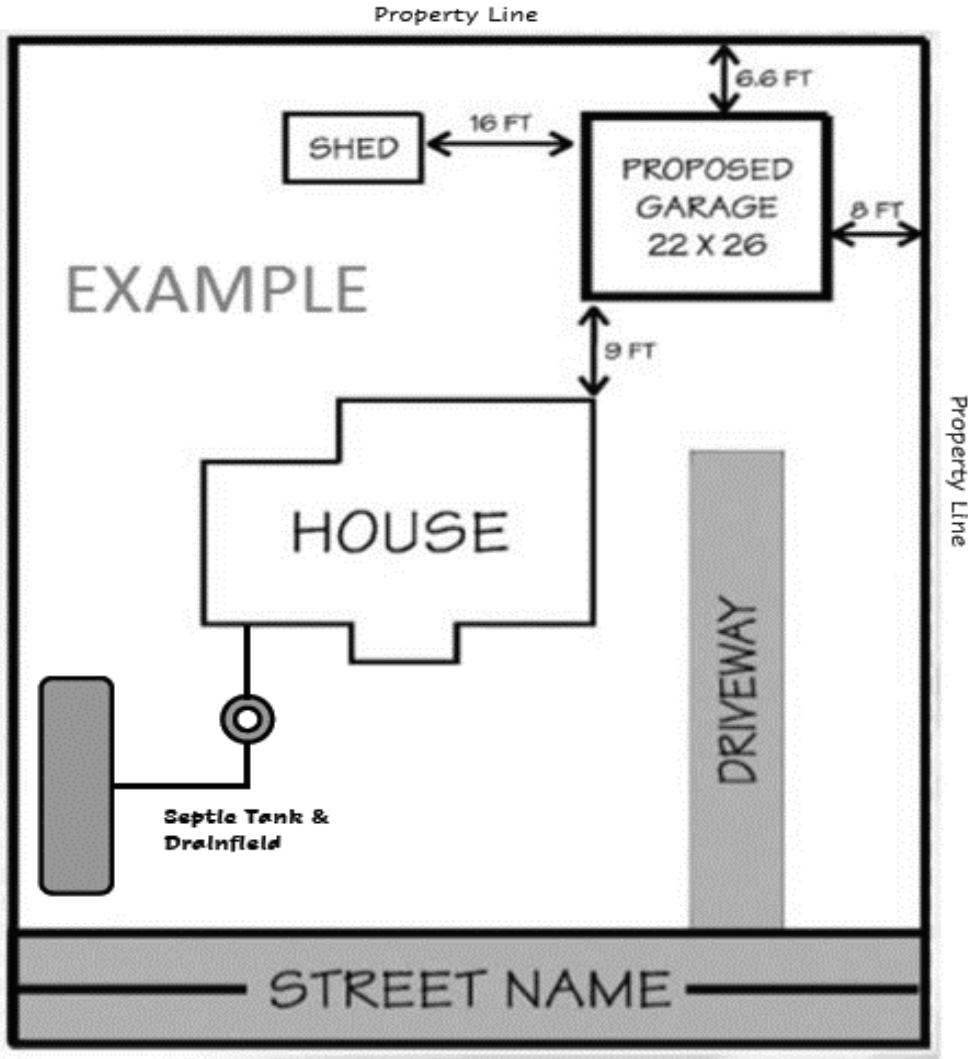 Property Line
6.6 FT
16 FT
SHED
PROPOSED
GARAGE
22 X 26
8 FT
EXAMPLE
9 FT
Property Line
HOUSE
DRIVEWAY
Septic Tank &
Drainfield
STREET NAME